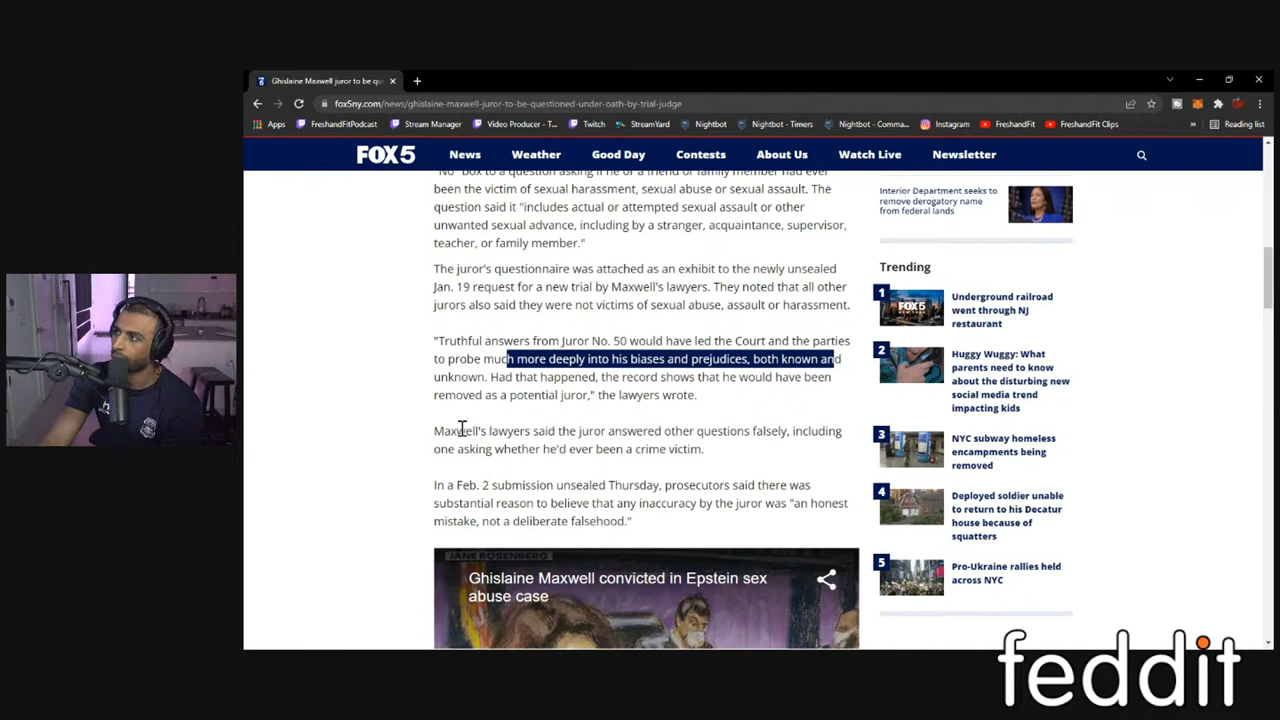 Ghislaine Maxwell juror to be qu
fox5ny.com/news/ghislaine-maxwell-juror-to-be-questioned-under-oath-by-trial-judge
Apps FreshandFitPodcast Stream Manager Video Producer - T... Twitch StreamYard Nightbot Nightbot - Timers Nightbot - Comma... Instagram FreshandFit FreshandFit Clips » Reading list
FOX5 News Weather Good Day Contests About Us Watch Live Newsletter
"No" box to a question asking if he or a friend or family member had ever
been the victim of sexual harassment, sexual abuse or sexual assault. The
question said it "includes actual or attempted sexual assault or other
unwanted sexual advance, including by a stranger, acquaintance, supervisor,
teacher, or family member."
The juror's questionnaire was attached as an exhibit to the newly unsealed
Jan. 19 request for a new trial by Maxwell's lawyers. They noted that all other
jurors also said they were not victims of sexual abuse, assault or harassment.
"Truthful answers from Juror No. 50 would have led the Court and the parties
to probe much more deeply into his biases and prejudices, both known and
unknown. Had that happened, the record shows that he would have been
removed as a potential juror," the lawyers wrote.
Maxwell's lawyers said the juror answered other questions falsely, including
one asking whether he'd ever been a crime victim.
In a Feb. 2 submission unsealed Thursday, prosecutors said there was
substantial reason to believe that any inaccuracy by the juror was "an honest
mistake, not a deliberate falsehood."
JANE ROSENBERG
Ghislaine Maxwell convicted in Epstein sex
abuse case
Interior Department seeks to
remove derogatory name
from federal lands
Trending
1
Underground railroad
went through NJ
restaurant
2
Huggy Wuggy: What
parents need to know
about the disturbing new
social media trend
impacting kids
3
NYC subway homeless
encampments being
removed
4
Deployed soldier unable
to return to his Decatur
house because of
squatters
5
Pro-Ukraine rallies held
across NYC
feddit